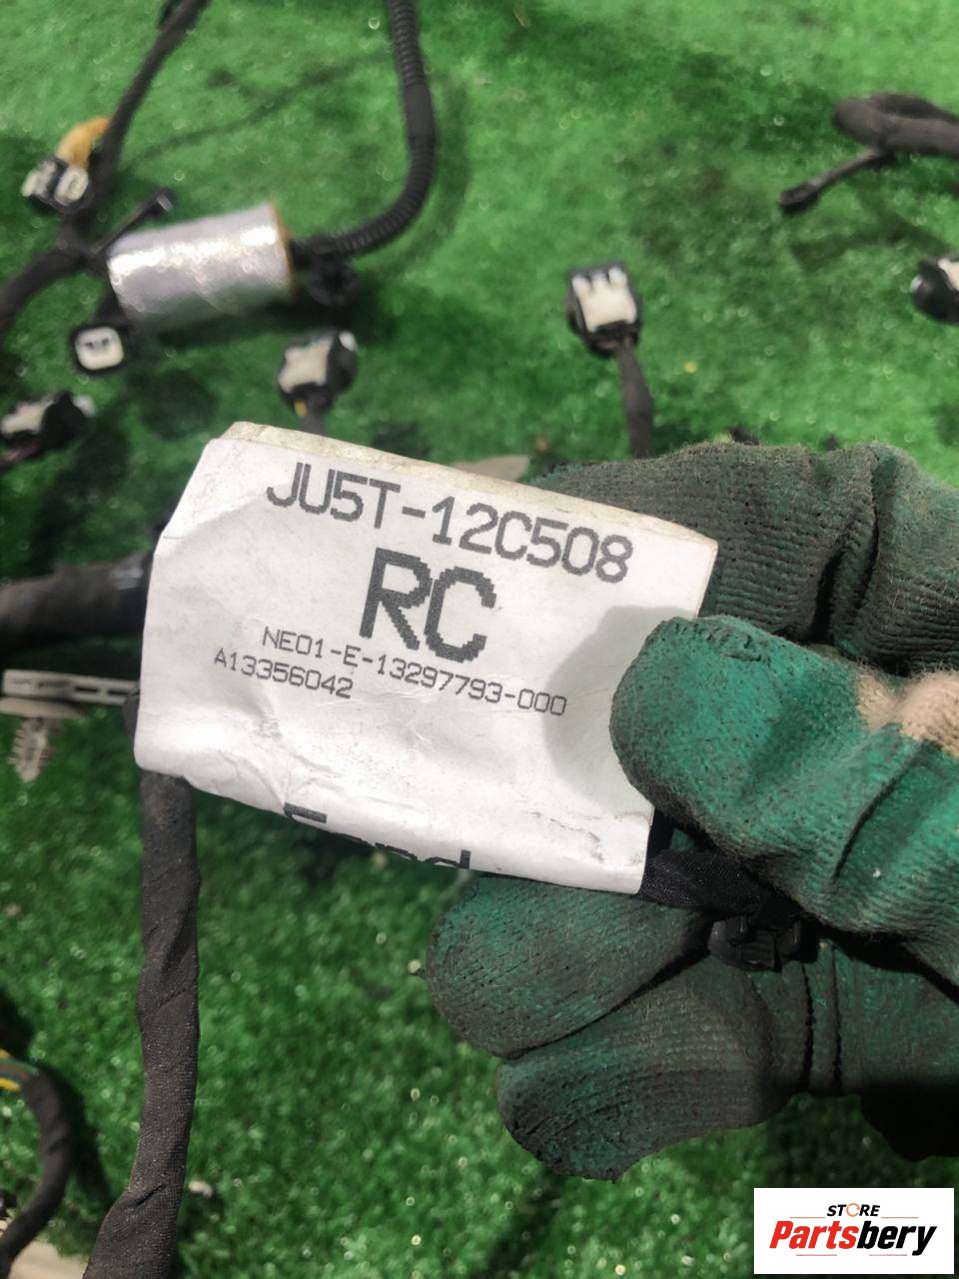 JU5T-12C508
RC
NE01-E-13297793-000
A13356042
STORE
Partsbery